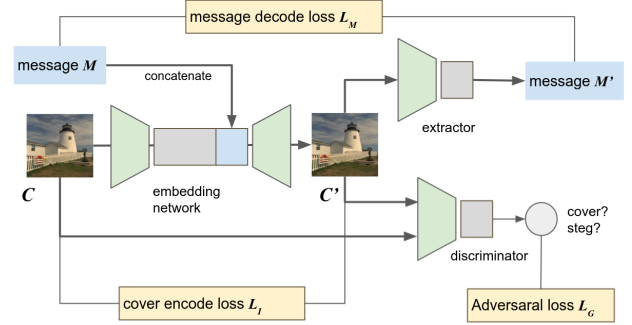 message decode loss L_M
message M
concatenate
message M'
extractor
C
embedding
network
C'
cover?
steg?
discriminator
cover encode loss L_I
Adversaral loss L_G